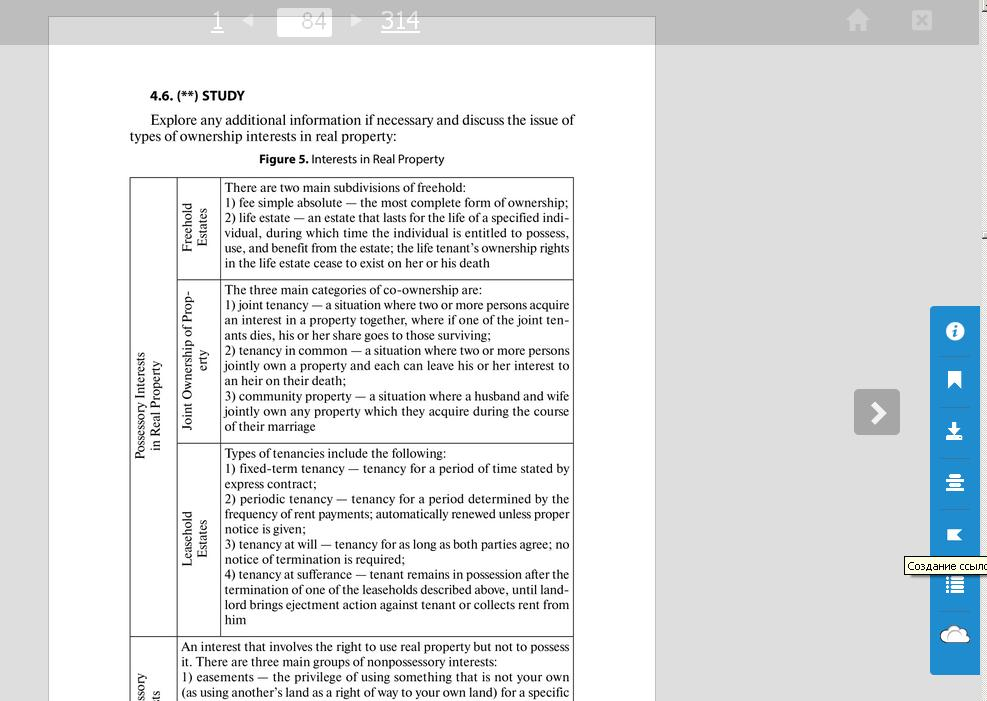 1 84 314
4.6. (**) STUDY
Explore any additional information if necessary and discuss the issue of
types of ownership interests in real property:
Figure 5. Interests in Real Property
Possessory Interests
in Real Property
Freehold
Estates
There are two main subdivisions of freehold:
1) fee simple absolute — the most complete form of ownership;
2) life estate — an estate that lasts for the life of a specified indi-
vidual, during which time the individual is entitled to possess,
use, and benefit from the estate; the life tenant’s ownership rights
in the life estate cease to exist on her or his death
Joint Ownership of Prop-
erty
The three main categories of co-ownership are:
1) joint tenancy — a situation where two or more persons acquire
an interest in a property together, where if one of the joint ten-
ants dies, his or her share goes to those surviving;
2) tenancy in common — a situation where two or more persons
jointly own a property and each can leave his or her interest to
an heir on their death;
3) community property — a situation where a husband and wife
jointly own any property which they acquire during the course
of their marriage
Leasehold
Estates
Types of tenancies include the following:
1) fixed-term tenancy — tenancy for a period of time stated by
express contract;
2) periodic tenancy — tenancy for a period determined by the
frequency of rent payments; automatically renewed unless proper
notice is given;
3) tenancy at will — tenancy for as long as both parties agree; no
notice of termination is required;
4) tenancy at sufferance — tenant remains in possession after the
termination of one of the leaseholds described above, until land-
lord brings ejectment action against tenant or collects rent from
him
An interest that involves the right to use real property but not to possess
it. There are three main groups of nonpossessory interests:
1) easements — the privilege of using something that is not your own
(as using another’s land as a right of way to your own land) for a specific
Создание ссыло